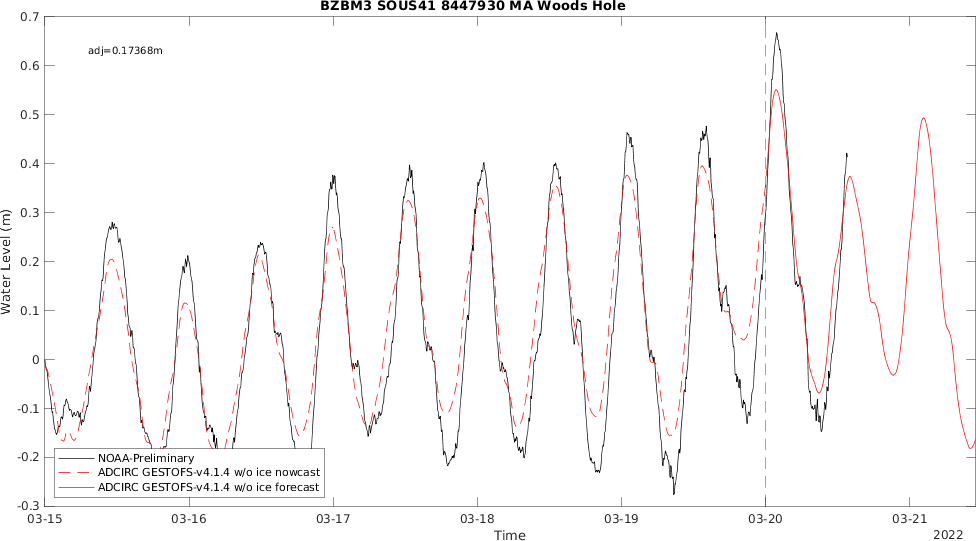 BZBM3 SOUS41 8447930 MA Woods Hole
adj=0.17368m
Water Level (m)
0.7
0.6
0.5
0.4
0.3
0.2
0.1
0
-0.1
-0.2
-0.3
NOAA-Preliminary
ADCIRC GESTOFS-v4.1.4 w/o ice nowcast
ADCIRC GESTOFS-v4.1.4 w/o ice forecast
03-15 03-16 03-17 03-18 03-19 03-20 03-21
Time
2022